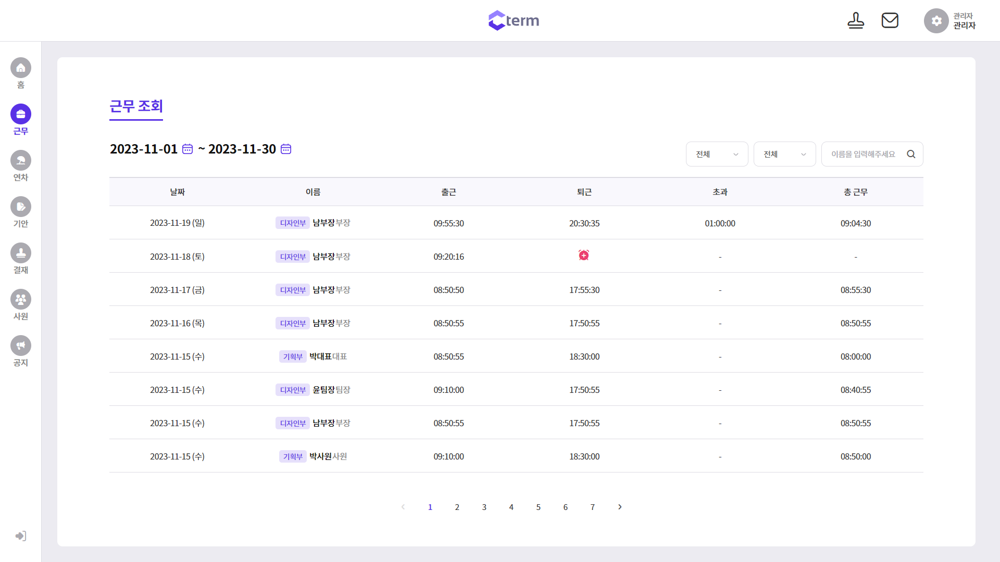 term
관리자
관리자
홈
근무
연차
기안
결재
사원
공지
근무 조회
2023-11-01 ~ 2023-11-30
전체 전체 이름을 입력해주세요
날짜 이름 출근 퇴근 초과 총 근무
2023-11-19 (일) 디자인부 남부장부장 09:55:30 20:30:35 01:00:00 09:04:30
2023-11-18 (토) 디자인부 남부장부장 09:20:16 - -
2023-11-17 (금) 디자인부 남부장부장 08:50:50 17:55:30 - 08:55:30
2023-11-16 (목) 디자인부 남부장부장 08:50:55 17:50:55 - 08:50:55
2023-11-15 (수) 기획부 박대표대표 08:50:55 18:30:00 - 08:00:00
2023-11-15 (수) 디자인부 윤팀장팀장 09:10:00 17:50:55 - 08:40:55
2023-11-15 (수) 디자인부 남부장부장 08:50:55 17:50:55 - 08:50:55
2023-11-15 (수) 기획부 박사원사원 09:10:00 18:30:00 - 08:50:00
1 2 3 4 5 6 7